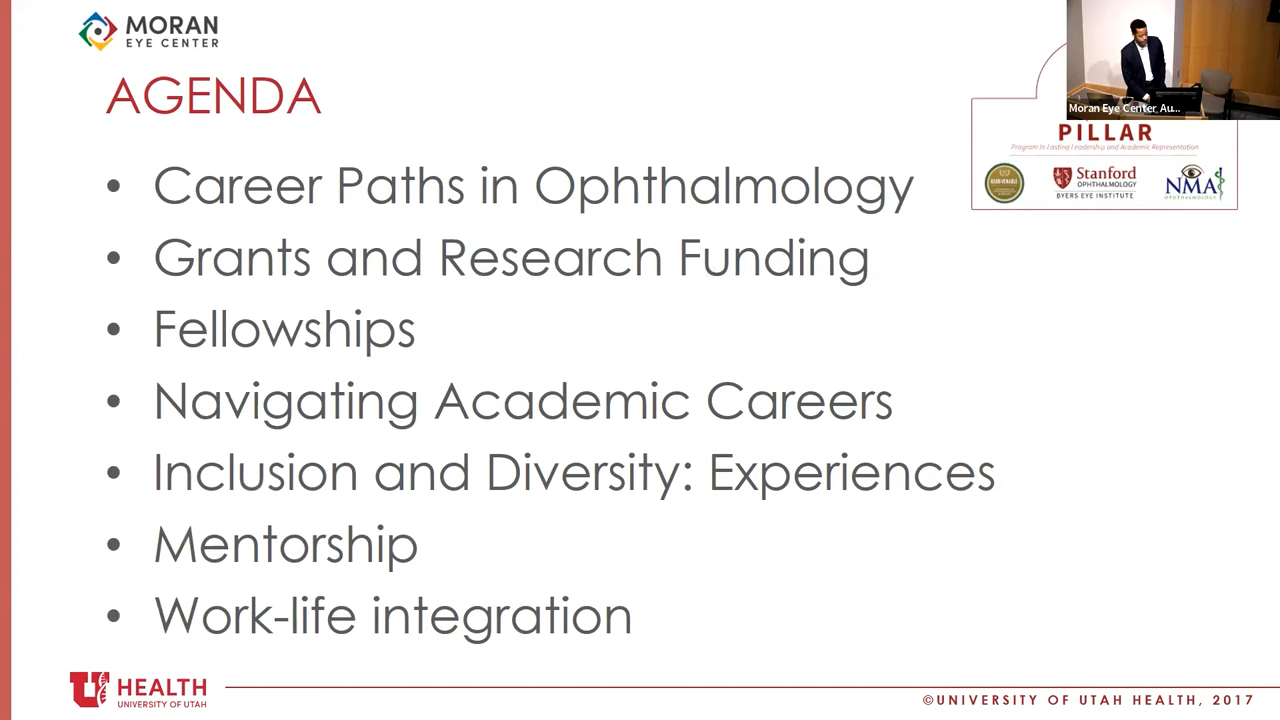 MORAN
EYE CENTER
AGENDA
Moran Eye Center Au...
PILLAR
Program In Lasting Leadership and Academic Representation
Stanford
OPHTHALMOLOGY
BYERS EYE INSTITUTE
NMA
OPHTHALMOLOGY
• Career Paths in Ophthalmology
• Grants and Research Funding
• Fellowships
• Navigating Academic Careers
• Inclusion and Diversity: Experiences
• Mentorship
• Work-life integration
U
HEALTH
UNIVERSITY OF UTAH
©UNIVERSITY OF UTAH HEALTH, 2017